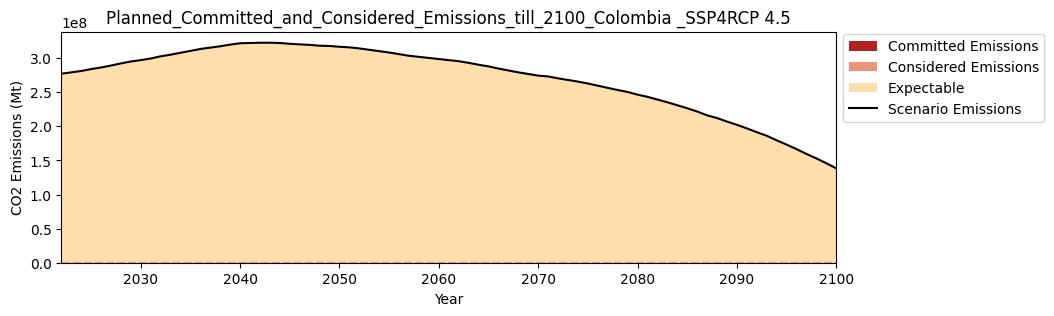 Planned_Committed_and_Considered_Emissions_till_2100_Colombia _SSP4RCP 4.5
1e8
3.0
2.5
2.0
1.5
1.0
0.5
0.0
CO2 Emissions (Mt)
2030 2040 2050 2060 2070 2080 2090 2100
Year
Committed Emissions
Considered Emissions
Expectable
Scenario Emissions